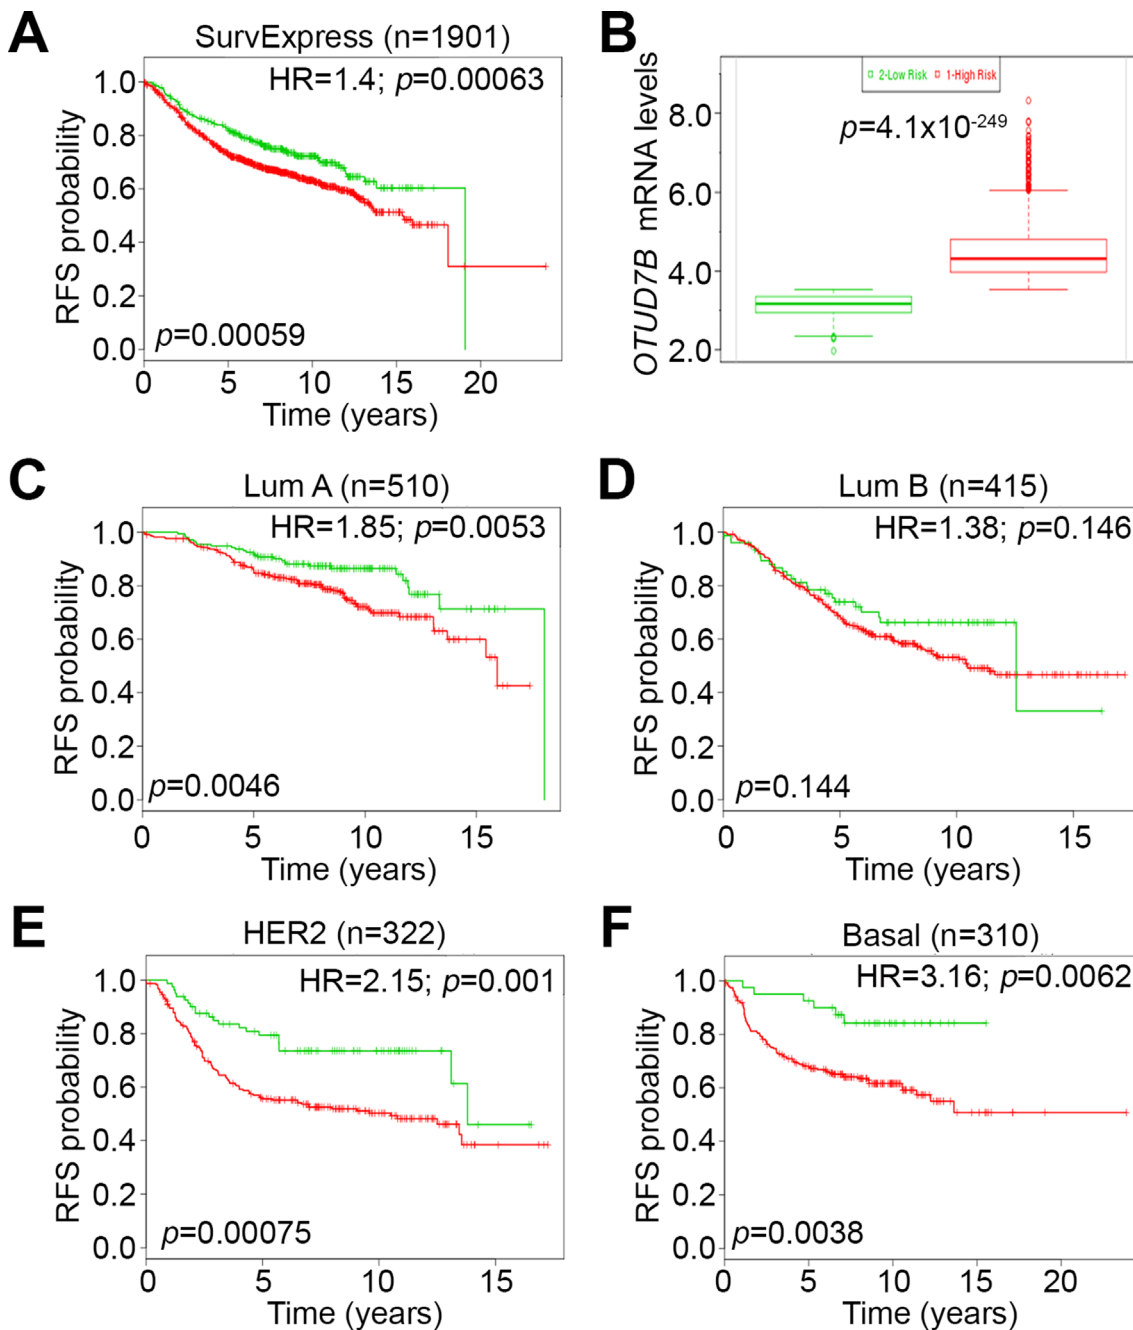 A
SurvExpress (n=1901)
HR=1.4; p=0.00063
RFS probability
1.0
0.8
0.6
0.4
0.2
0.0
p=0.00059
0 5 10 15 20
Time (years)
B
2-Low Risk 1-High Risk
p=4.1x10-249
OTUD7B mRNA levels
8.0
6.0
4.0
2.0
C
Lum A (n=510)
HR=1.85; p=0.0053
RFS probability
1.0
0.8
0.6
0.4
0.2
0.0
p=0.0046
0 5 10 15
Time (years)
D
Lum B (n=415)
HR=1.38; p=0.146
RFS probability
1.0
0.8
0.6
0.4
0.2
0.0
p=0.144
0 5 10 15
Time (years)
E
HER2 (n=322)
HR=2.15; p=0.001
RFS probability
1.0
0.8
0.6
0.4
0.2
0.0
p=0.00075
0 5 10 15
Time (years)
F
Basal (n=310)
HR=3.16; p=0.0062
RFS probability
1.0
0.8
0.6
0.4
0.2
0.0
p=0.0038
0 5 10 15 20
Time (years)